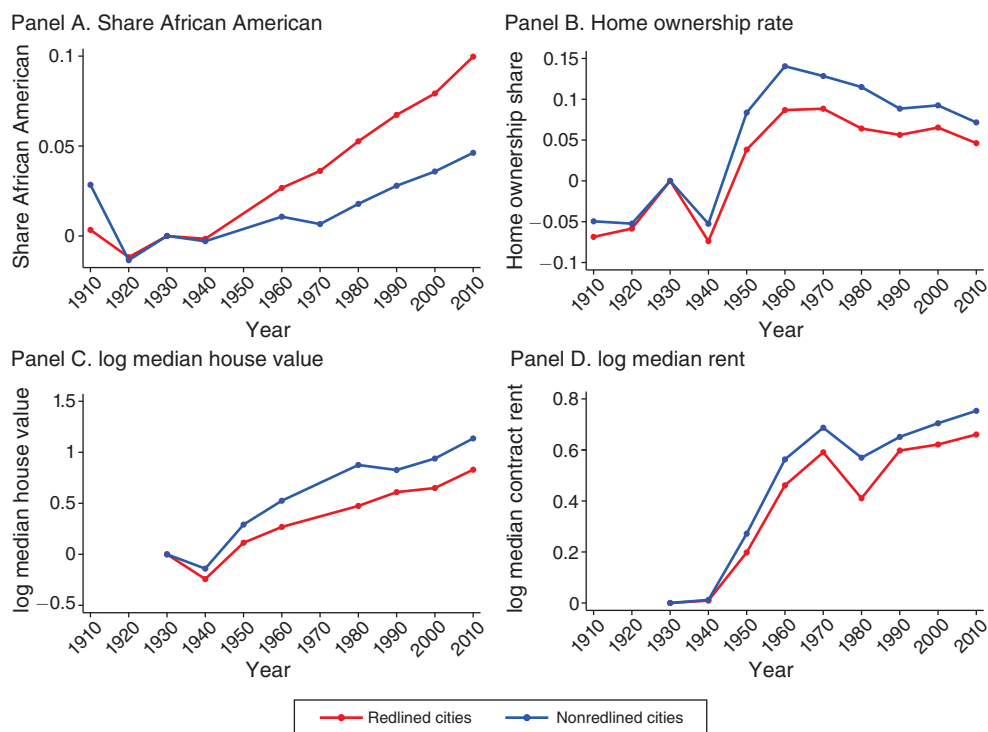 Panel A. Share African American
Share African American
0.1
0.05
0
1910 1920 1930 1940 1950 1960 1970 1980 1990 2000 2010
Year
Panel B. Home ownership rate
Home ownership share
0.15
0.1
0.05
0
−0.05
−0.1
1910 1920 1930 1940 1950 1960 1970 1980 1990 2000 2010
Year
Panel C. log median house value
log median house value
1.5
1
0.5
0
−0.5
1910 1920 1930 1940 1950 1960 1970 1980 1990 2000 2010
Year
Panel D. log median rent
log median contract rent
0.8
0.6
0.4
0.2
0
1910 1920 1930 1940 1950 1960 1970 1980 1990 2000 2010
Year
Redlined cities Nonredlined cities